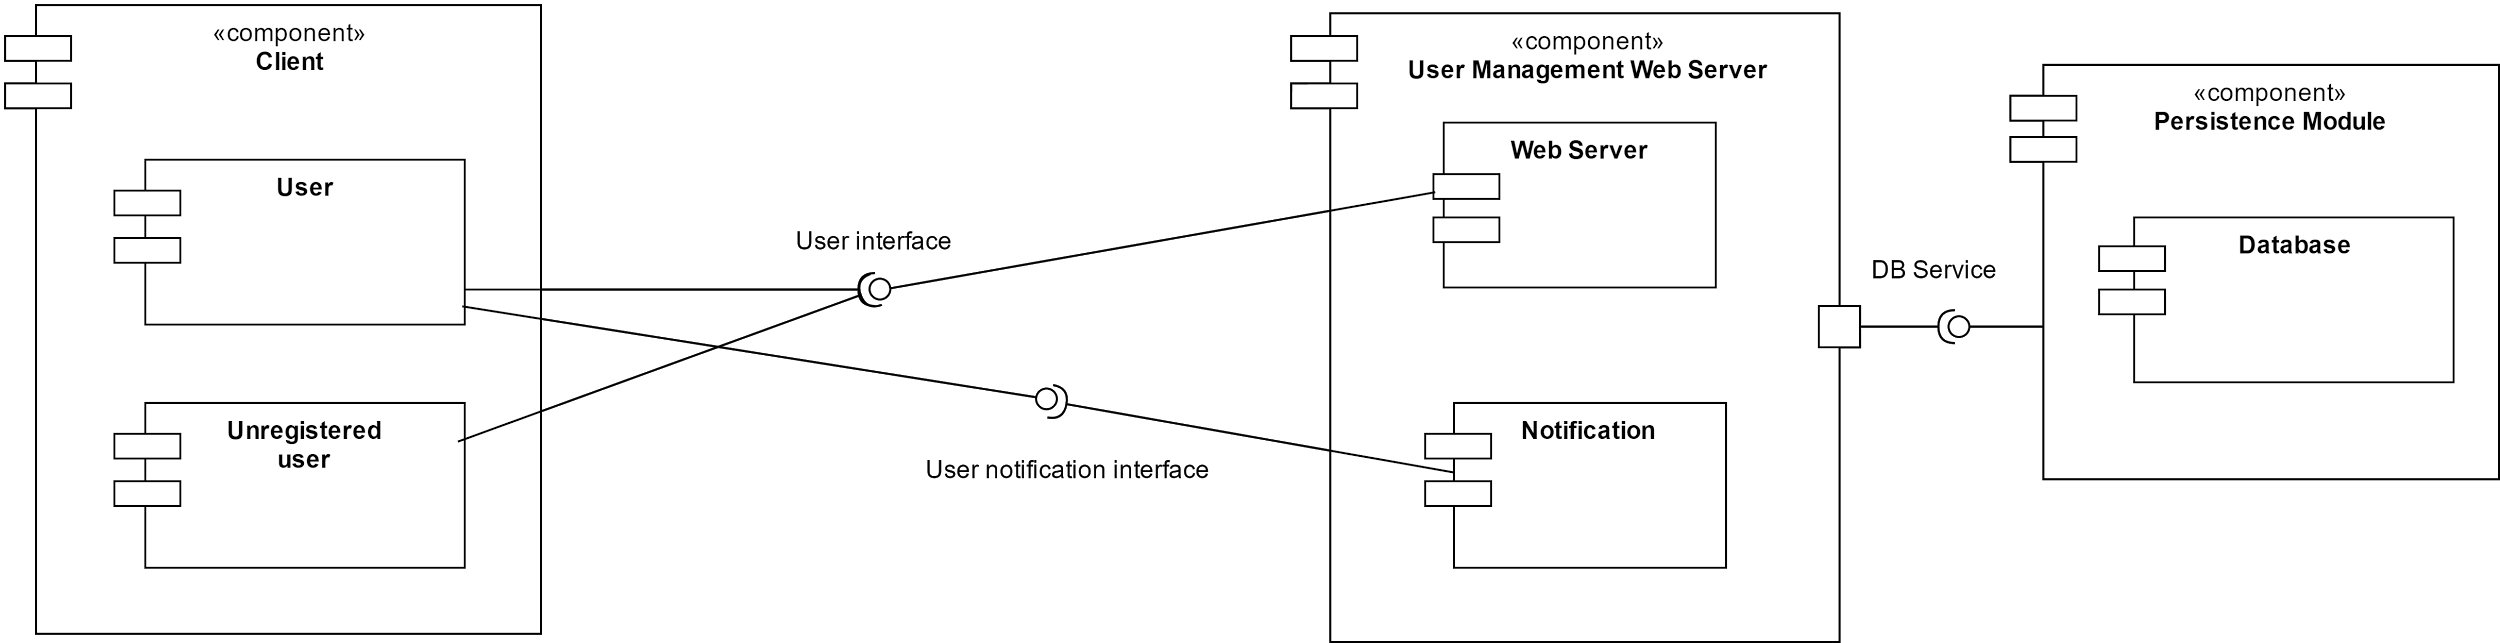 «component»
Client
User
Unregistered
user
User interface
User notification interface
«component»
User Management Web Server
Web Server
Notification
DB Service
«component»
Persistence Module
Database